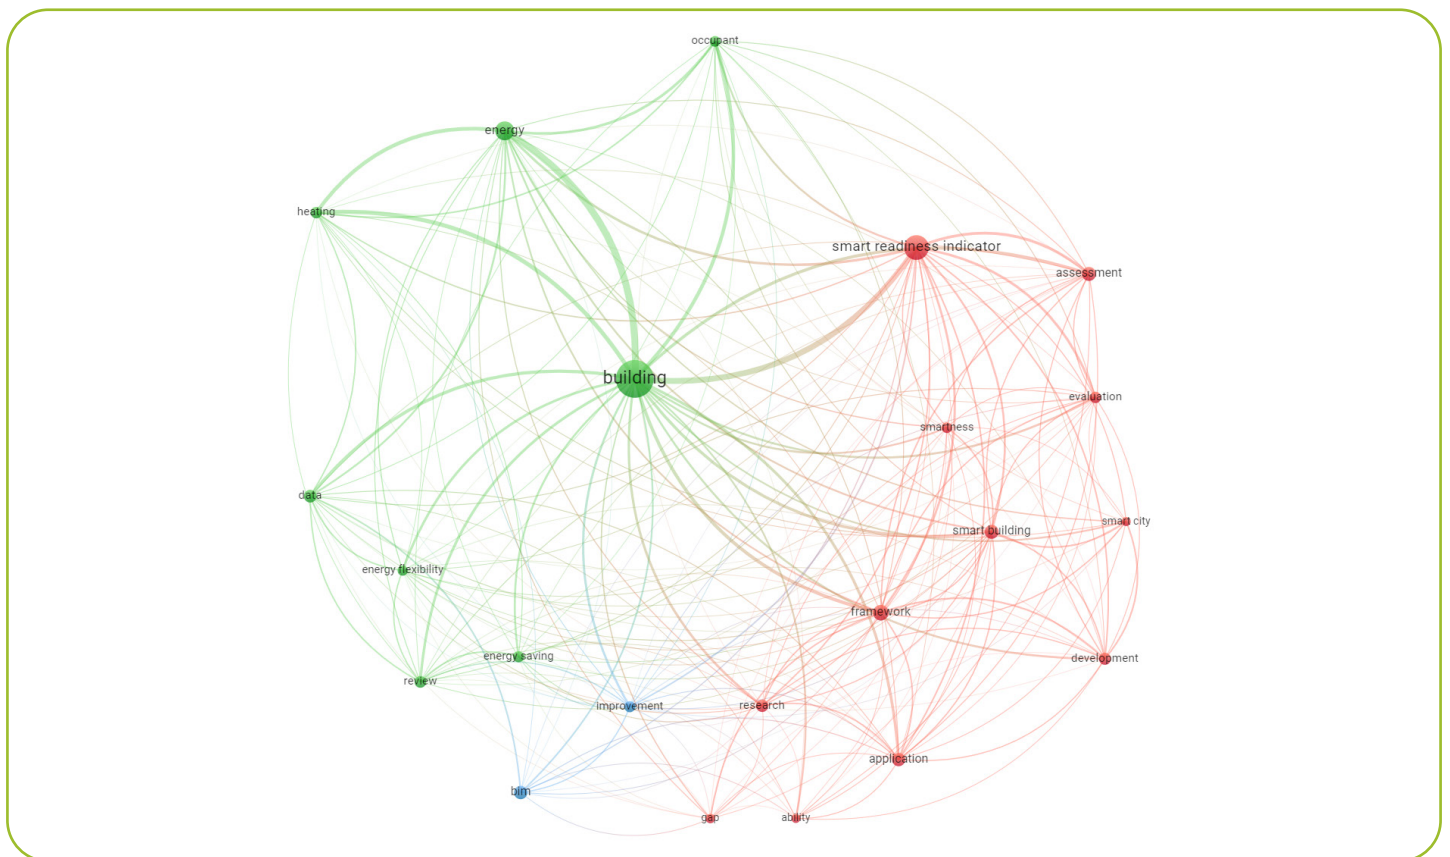 occupant
energy
heating
smart readiness indicator
assessment
building
evaluation
smartness
data
smart city
smart building
energy flexibility
framework
energy saving
development
review
improvement
research
application
bim
gap
ability